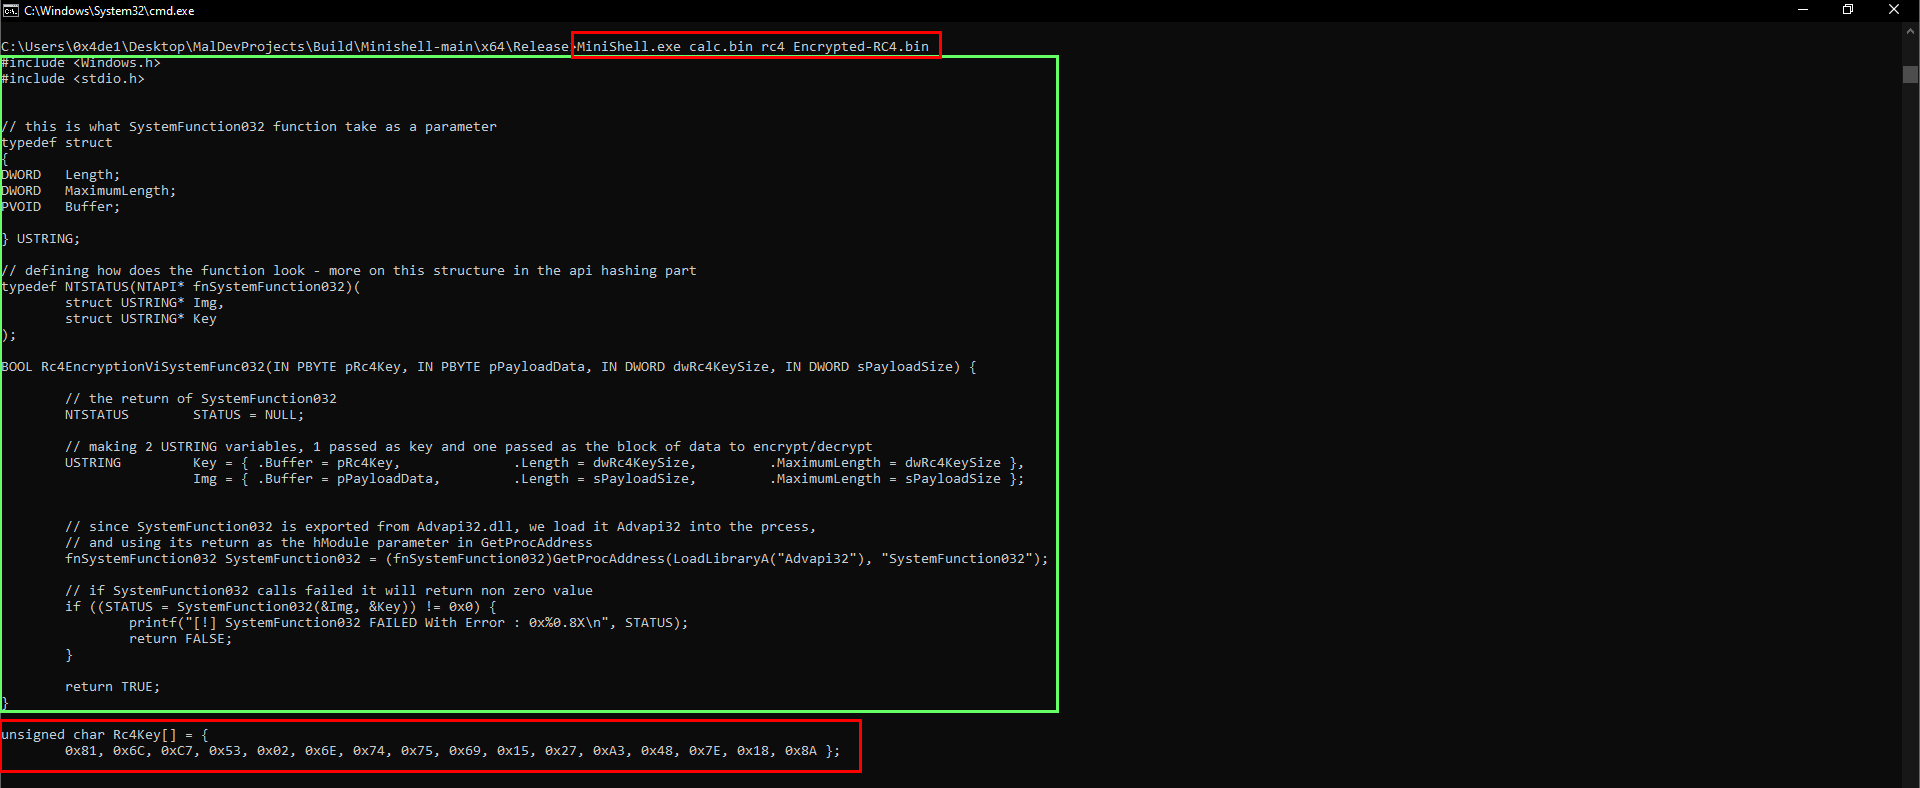 C:\Windows\System32\cmd.exe
C:\Users\0x4de1\Desktop\MalDevProjects\Build\Minishell-main\x64\Release>MiniShell.exe calc.bin rc4 Encrypted-RC4.bin
#include <Windows.h>
#include <stdio.h>
// this is what SystemFunction032 function take as a parameter
typedef struct
{
DWORD   Length;
DWORD   MaximumLength;
PVOID   Buffer;
} USTRING;
// defining how does the function look - more on this structure in the api hashing part
typedef NTSTATUS(NTAPI* fnSystemFunction032)(
        struct USTRING* Img,
        struct USTRING* Key
);
BOOL Rc4EncryptionViSystemFunc032(IN PBYTE pRc4Key, IN PBYTE pPayloadData, IN DWORD dwRc4KeySize, IN DWORD sPayloadSize) {
        // the return of SystemFunction032
        NTSTATUS        STATUS = NULL;
        // making 2 USTRING variables, 1 passed as key and one passed as the block of data to encrypt/decrypt
        USTRING         Key = { .Buffer = pRc4Key,              .Length = dwRc4KeySize,         .MaximumLength = dwRc4KeySize },
                        Img = { .Buffer = pPayloadData,         .Length = sPayloadSize,         .MaximumLength = sPayloadSize };
        // since SystemFunction032 is exported from Advapi32.dll, we load it Advapi32 into the prcess,
        // and using its return as the hModule parameter in GetProcAddress
        fnSystemFunction032 SystemFunction032 = (fnSystemFunction032)GetProcAddress(LoadLibraryA("Advapi32"), "SystemFunction032");
        // if SystemFunction032 calls failed it will return non zero value
        if ((STATUS = SystemFunction032(&Img, &Key)) != 0x0) {
                printf("[!] SystemFunction032 FAILED With Error : 0x%0.8X\n", STATUS);
                return FALSE;
        }
        return TRUE;
}
unsigned char Rc4Key[] = {
        0x81, 0x6C, 0xC7, 0x53, 0x02, 0x6E, 0x74, 0x75, 0x69, 0x15, 0x27, 0xA3, 0x48, 0x7E, 0x18, 0x8A };